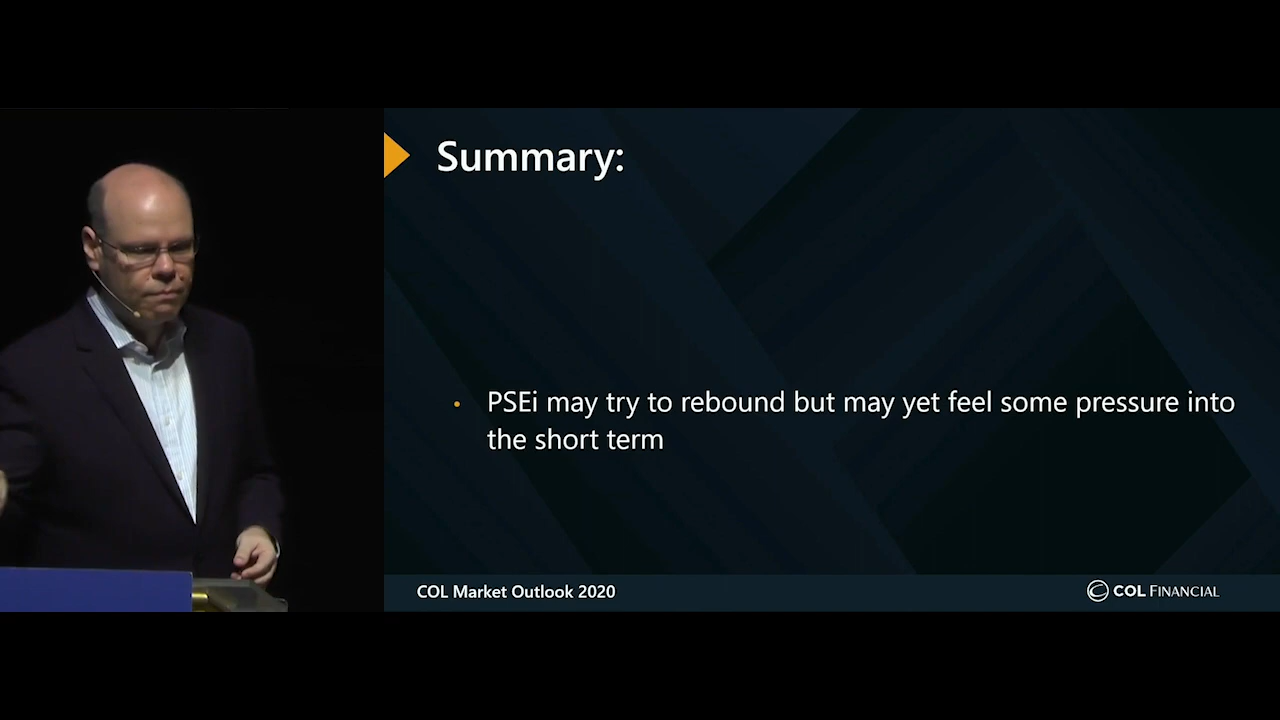 Summary:
• PSEi may try to rebound but may yet feel some pressure into
the short term
COL Market Outlook 2020
COL FINANCIAL